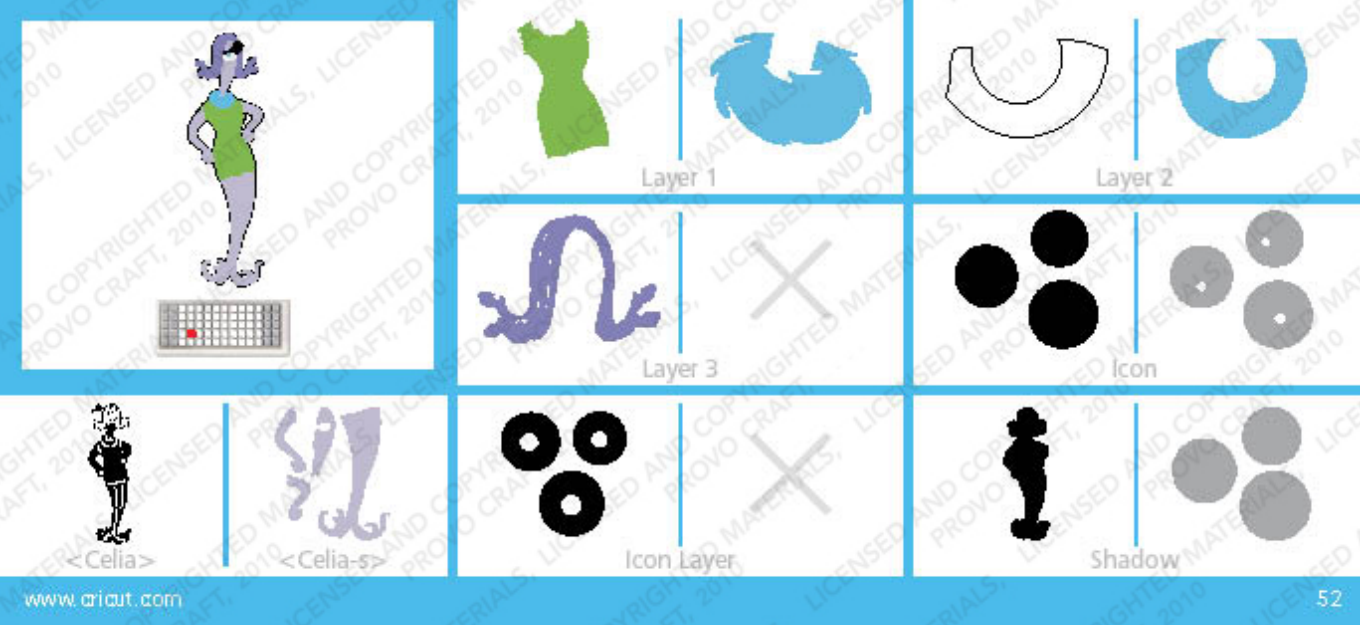 Layer 1
Layer 2
Layer 3
Icon
<Celia>
<Celia-s>
Icon Layer
Shadow
www.cricut.com
52
LICENSED AND COPYRIGHTED MATERIALS,
PROVO CRAFT, 2010